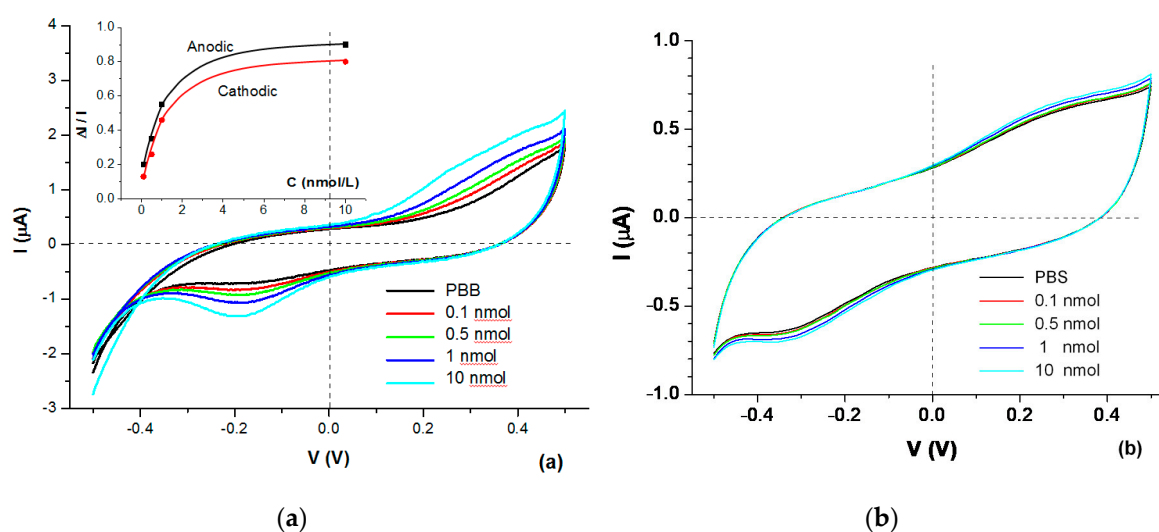 4
3
2
1
0
-1
-2
-3
I (µA)
-0.4
-0.2
0.0
0.2
0.4
V (V)
(a)
PBB
0.1 nmol
0.5 nmol
1 nmol
10 nmol
1.0
0.8
0.6
0.4
0.2
0.0
ΔI / I
Anodic
Cathodic
C (nmol/L)
0
2
4
6
8
10
1.0
0.5
0.0
-0.5
-1.0
I (µA)
-0.4
-0.2
0.0
0.2
0.4
V (V)
(b)
PBS
0.1 nmol
0.5 nmol
1 nmol
10 nmol
(a)
(b)